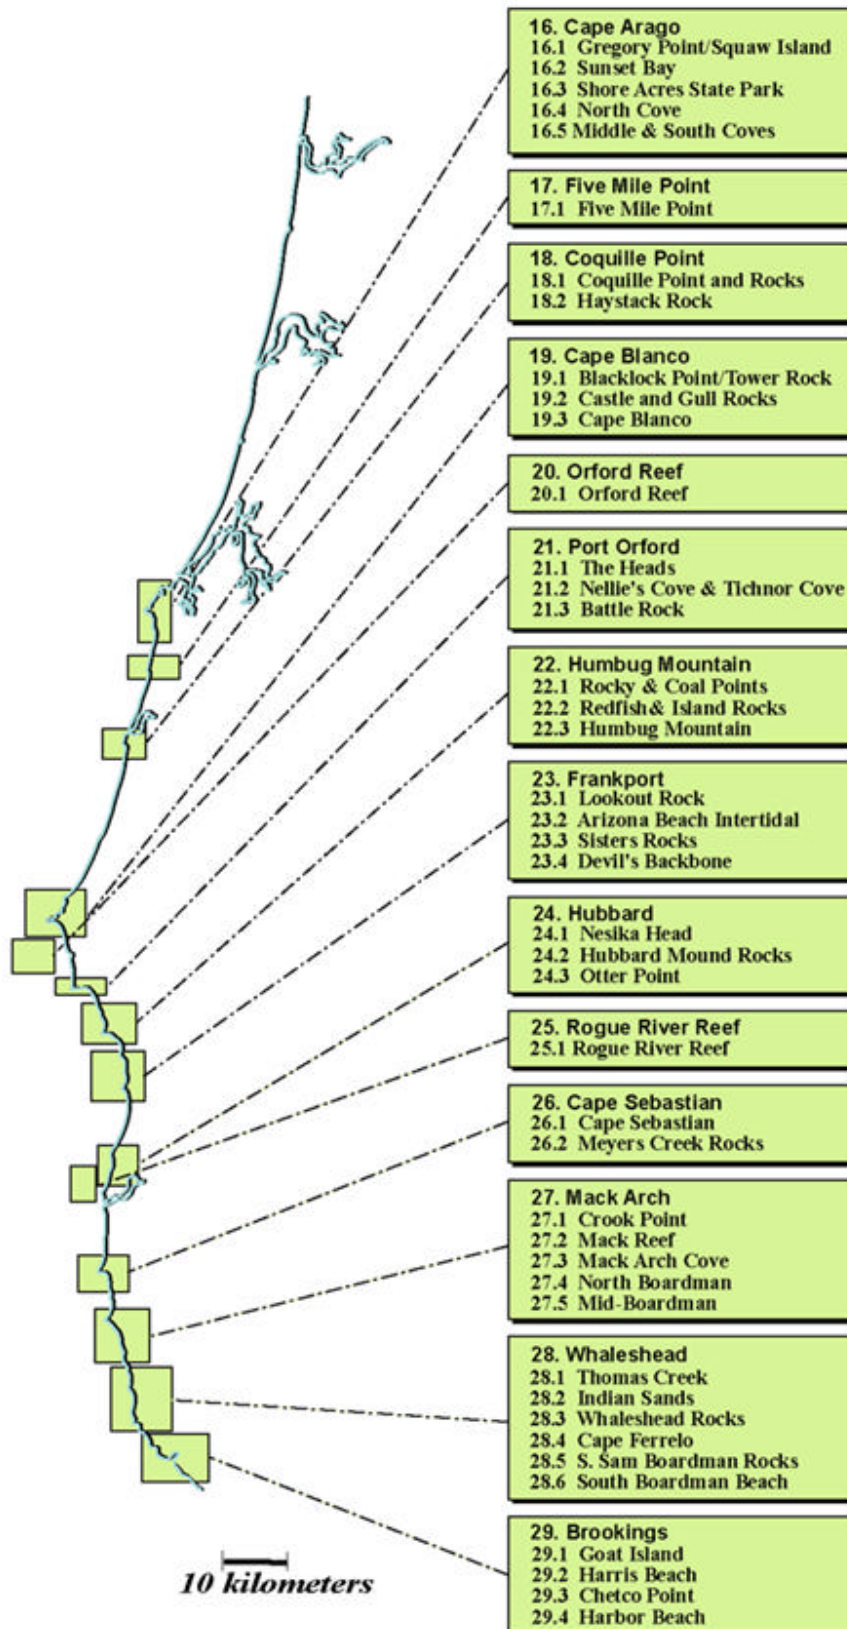 16. Cape Arago
16.1 Gregory Point/Squaw Island
16.2 Sunset Bay
16.3 Shore Acres State Park
16.4 North Cove
16.5 Middle & South Coves
17. Five Mile Point
17.1 Five Mile Point
18. Coquille Point
18.1 Coquille Point and Rocks
18.2 Haystack Rock
19. Cape Blanco
19.1 Blacklock Point/Tower Rock
19.2 Castle and Gull Rocks
19.3 Cape Blanco
20. Orford Reef
20.1 Orford Reef
21. Port Orford
21.1 The Heads
21.2 Nellie's Cove & Tichnor Cove
21.3 Battle Rock
22. Humbug Mountain
22.1 Rocky & Coal Points
22.2 Redfish& Island Rocks
22.3 Humbug Mountain
23. Frankport
23.1 Lookout Rock
23.2 Arizona Beach Intertidal
23.3 Sisters Rocks
23.4 Devil's Backbone
24. Hubbard
24.1 Nesika Head
24.2 Hubbard Mound Rocks
24.3 Otter Point
25. Rogue River Reef
25.1 Rogue River Reef
26. Cape Sebastian
26.1 Cape Sebastian
26.2 Meyers Creek Rocks
27. Mack Arch
27.1 Crook Point
27.2 Mack Reef
27.3 Mack Arch Cove
27.4 North Boardman
27.5 Mid-Boardman
28. Whaleshead
28.1 Thomas Creek
28.2 Indian Sands
28.3 Whaleshead Rocks
28.4 Cape Ferrelo
28.5 S. Sam Boardman Rocks
28.6 South Boardman Beach
29. Brookings
29.1 Goat Island
29.2 Harris Beach
29.3 Chetco Point
29.4 Harbor Beach
10 kilometers